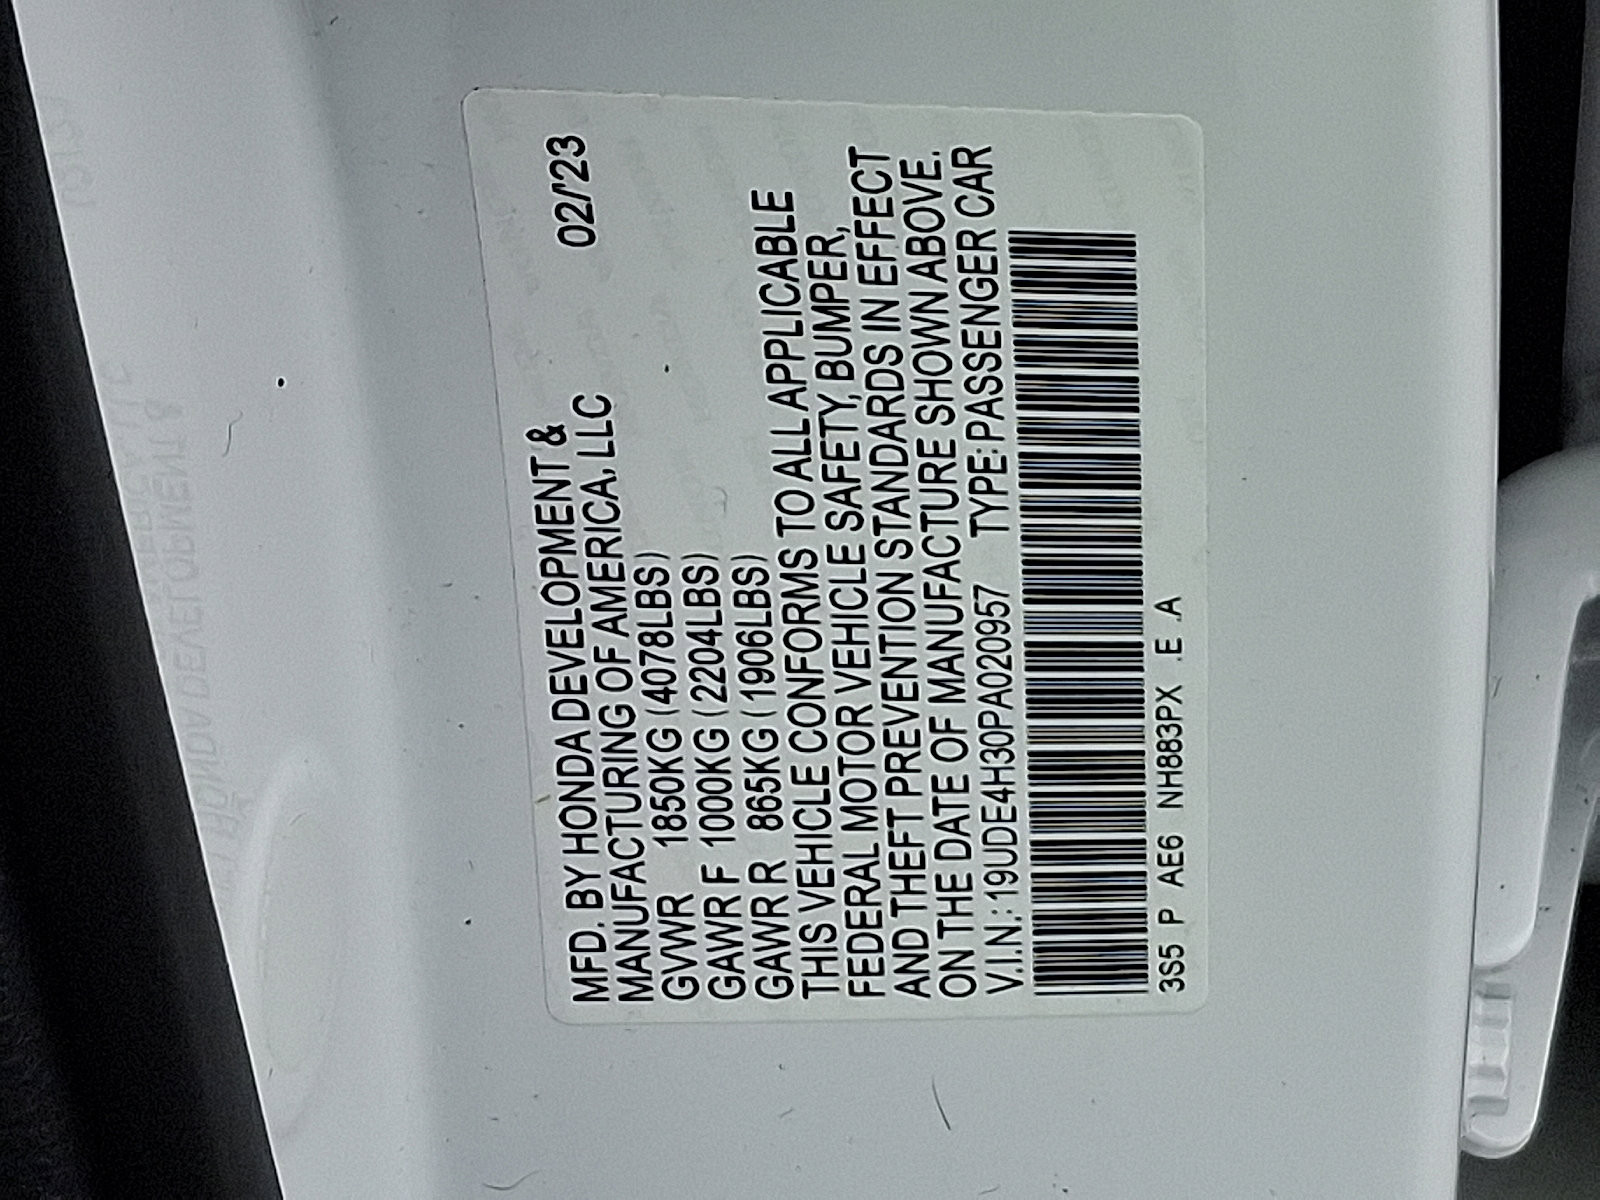 MFD. BY HONDA DEVELOPMENT & 02/23
MANUFACTURING OF AMERICA, LLC
GVWR 1850KG (4078LBS)
GAWR F 1000KG (2204LBS)
GAWR R 865KG (1906LBS)
THIS VEHICLE CONFORMS TO ALL APPLICABLE
FEDERAL MOTOR VEHICLE SAFETY, BUMPER,
AND THEFT PREVENTION STANDARDS IN EFFECT
ON THE DATE OF MANUFACTURE SHOWN ABOVE.
V.I.N.: 19UDE4H30PA020957 TYPE: PASSENGER CAR
3S5 P AE6 NH883PX .E .A